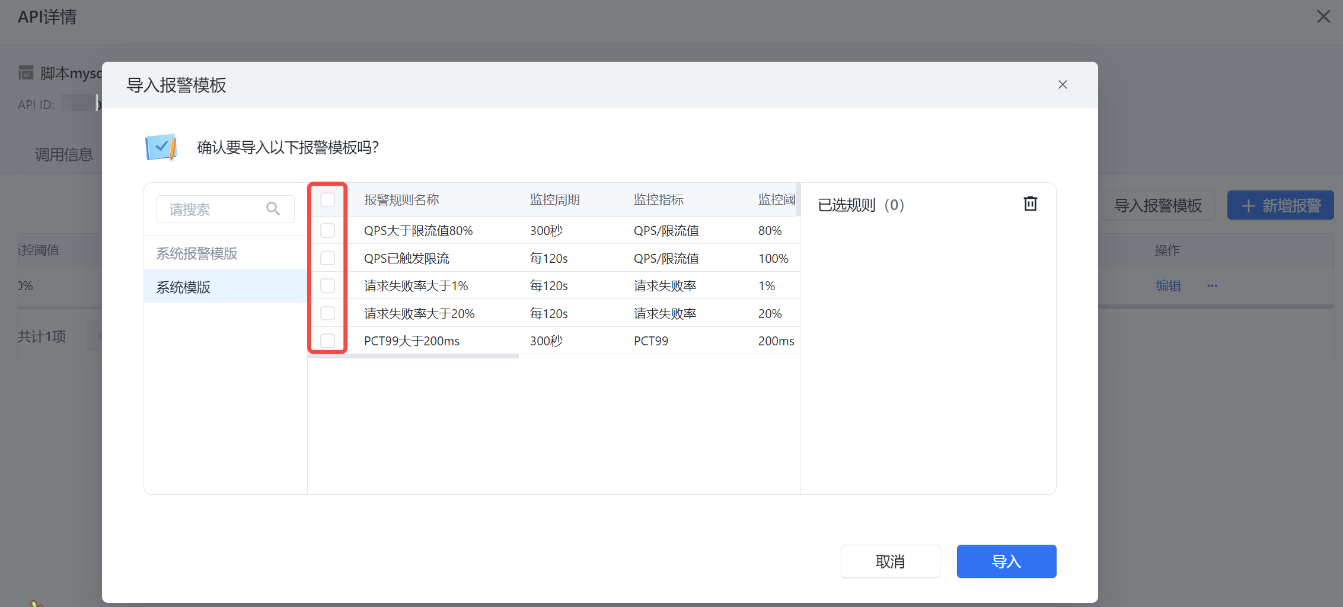 API详情
脚本mysc
API ID:
调用信息
导入报警模板
确认要导入以下报警模板吗?
请搜索
系统报警模版
系统模版
报警规则名称 监控周期 监控指标 监控阈
QPS大于限流值80% 300秒 QPS/限流值 80%
QPS已触发限流 每120s QPS/限流值 100%
请求失败率大于1% 每120s 请求失败率 1%
请求失败率大于20% 每120s 请求失败率 20%
PCT99大于200ms 300秒 PCT99 200ms
已选规则 (0)
取消
导入
导入报警模板
新增报警
控阈值
操作
0%
编辑
共计1项